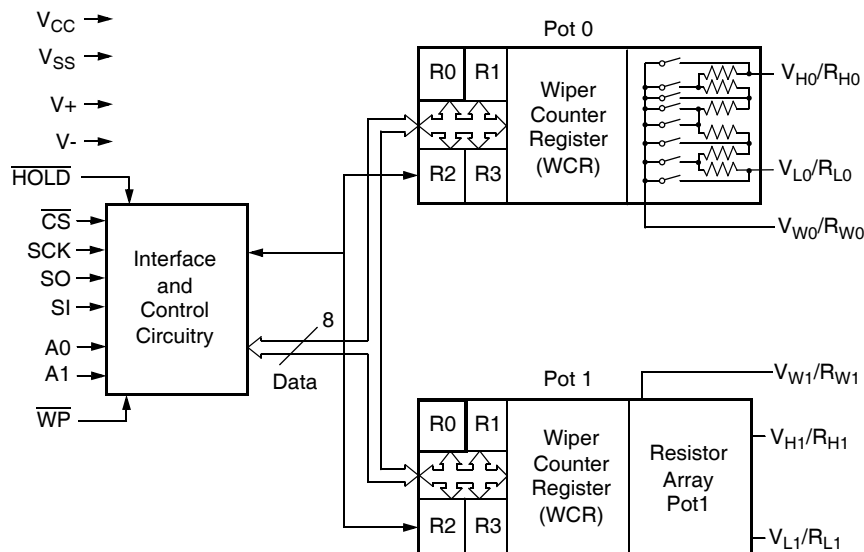 V_CC
V_SS
V+
V-
HOLD
CS
SCK
SO
SI
A0
A1
WP
Interface
and
Control
Circuitry
8
Data
Pot 0
R0 R1
R2 R3
Wiper
Counter
Register
(WCR)
V_H0/R_H0
V_L0/R_L0
V_W0/R_W0
Pot 1
R0 R1
R2 R3
Wiper
Counter
Register
(WCR)
Resistor
Array
Pot1
V_W1/R_W1
V_H1/R_H1
V_L1/R_L1